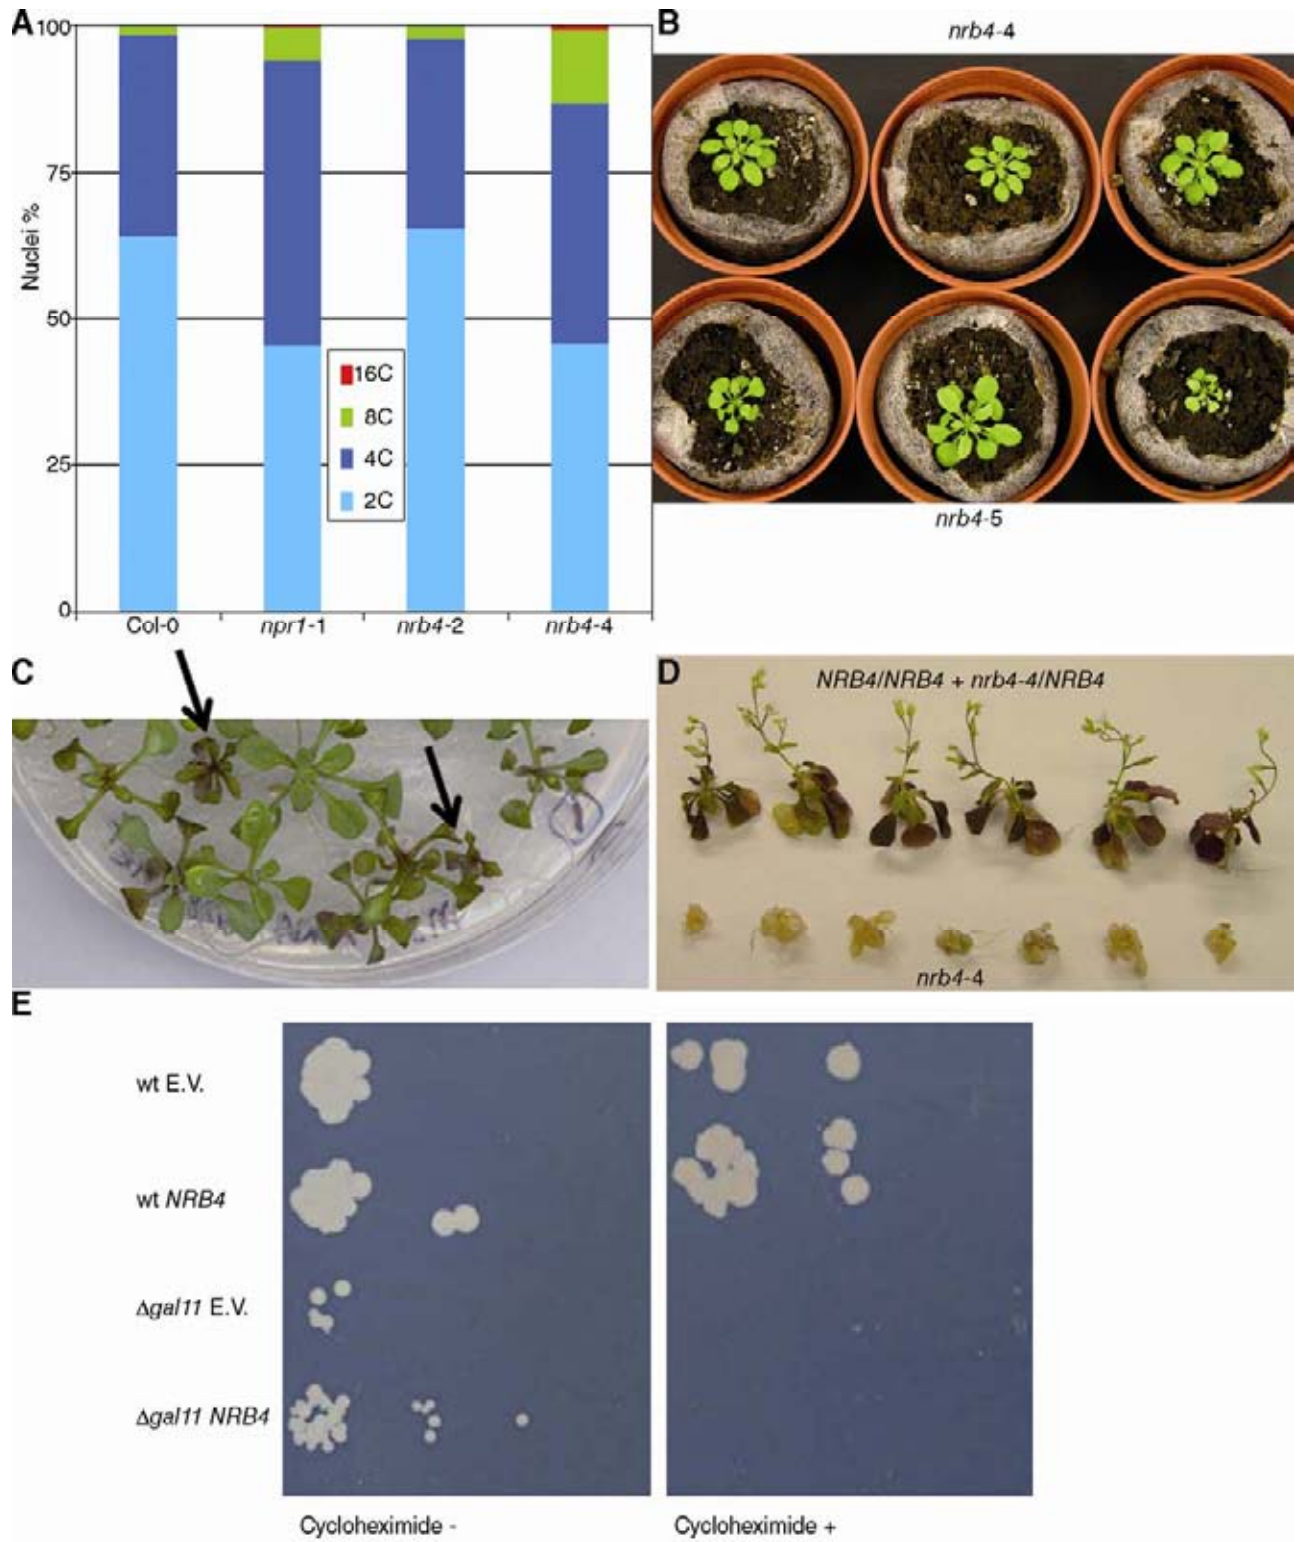 A
100
75
50
25
0
Nuclei %
16C
8C
4C
2C
Col-0 npr1-1 nrb4-2 nrb4-4
B
nrb4-4
nrb4-5
C
D
NRB4/NRB4 + nrb4-4/NRB4
nrb4-4
E
wt E.V.
wt NRB4
Δgal11 E.V.
Δgal11 NRB4
Cycloheximide - Cycloheximide +